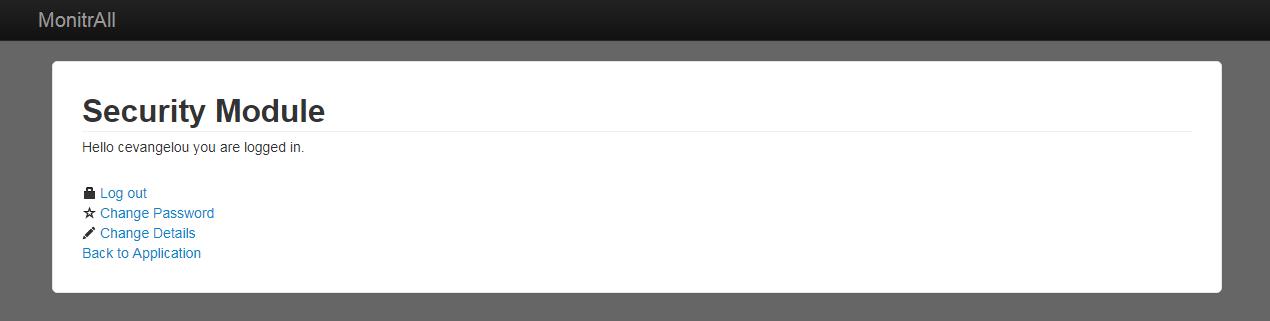 MonitrAll
Security Module
Hello cevangelou you are logged in.
Log out
Change Password
Change Details
Back to Application